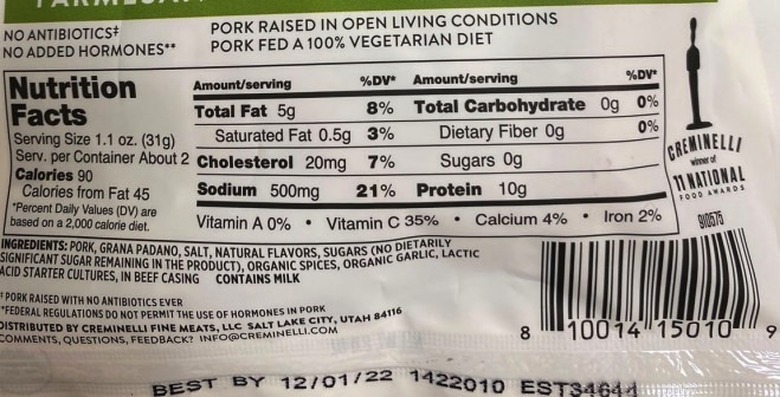 NO ANTIBIOTICS‡
NO ADDED HORMONES**
PORK RAISED IN OPEN LIVING CONDITIONS
PORK FED A 100% VEGETARIAN DIET
Nutrition
Facts
Serving Size 1.1 oz. (31g)
Serv. per Container About 2
Calories 90
Calories from Fat 45
*Percent Daily Values (DV) are
based on a 2,000 calorie diet.
Amount/serving %DV* Amount/serving %DV*
Total Fat 5g 8% Total Carbohydrate 0g 0%
Saturated Fat 0.5g 3% Dietary Fiber 0g 0%
Cholesterol 20mg 7% Sugars 0g
Sodium 500mg 21% Protein 10g
Vitamin A 0% • Vitamin C 35% • Calcium 4% • Iron 2%
CREMINELLI
winner of
11 NATIONAL
FOOD AWARDS
910575
INGREDIENTS: PORK, GRANA PADANO, SALT, NATURAL FLAVORS, SUGARS (NO DIETARILY
SIGNIFICANT SUGAR REMAINING IN THE PRODUCT), ORGANIC SPICES, ORGANIC GARLIC, LACTIC
ACID STARTER CULTURES, IN BEEF CASING CONTAINS MILK
‡PORK RAISED WITH NO ANTIBIOTICS EVER
**FEDERAL REGULATIONS DO NOT PERMIT THE USE OF HORMONES IN PORK
DISTRIBUTED BY CREMINELLI FINE MEATS, LLC SALT LAKE CITY, UTAH 84116
COMMENTS, QUESTIONS, FEEDBACK? INFO@CREMINELLI.COM
8 10014 15010 9
BEST BY 12/01/22 1422010 EST34644